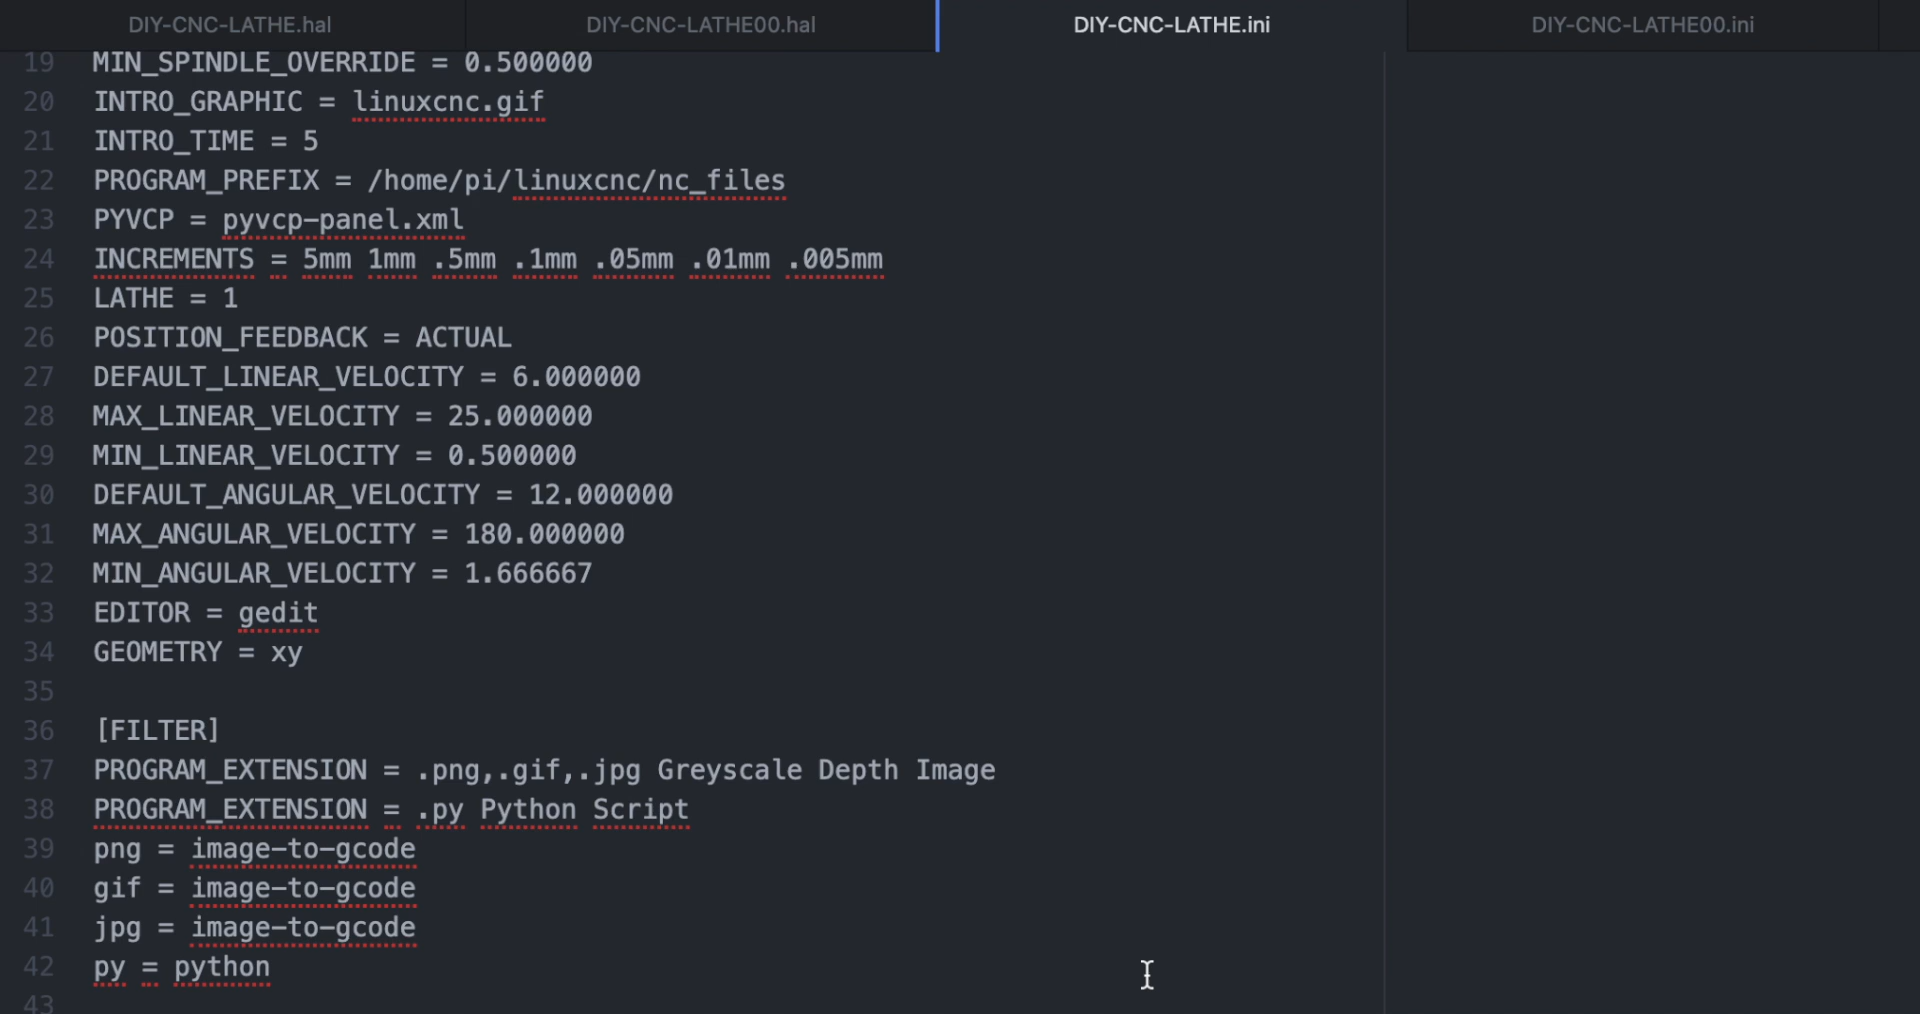 DIY-CNC-LATHE.hal DIY-CNC-LATHE00.hal DIY-CNC-LATHE.ini DIY-CNC-LATHE00.ini
19 MIN_SPINDLE_OVERRIDE = 0.500000
20 INTRO_GRAPHIC = linuxcnc.gif
21 INTRO_TIME = 5
22 PROGRAM_PREFIX = /home/pi/linuxcnc/nc_files
23 PYVCP = pyvcp-panel.xml
24 INCREMENTS = 5mm 1mm .5mm .1mm .05mm .01mm .005mm
25 LATHE = 1
26 POSITION_FEEDBACK = ACTUAL
27 DEFAULT_LINEAR_VELOCITY = 6.000000
28 MAX_LINEAR_VELOCITY = 25.000000
29 MIN_LINEAR_VELOCITY = 0.500000
30 DEFAULT_ANGULAR_VELOCITY = 12.000000
31 MAX_ANGULAR_VELOCITY = 180.000000
32 MIN_ANGULAR_VELOCITY = 1.666667
33 EDITOR = gedit
34 GEOMETRY = xy
35
36 [FILTER]
37 PROGRAM_EXTENSION = .png,.gif,.jpg Greyscale Depth Image
38 PROGRAM_EXTENSION = .py Python Script
39 png = image-to-gcode
40 gif = image-to-gcode
41 jpg = image-to-gcode
42 py = python
43